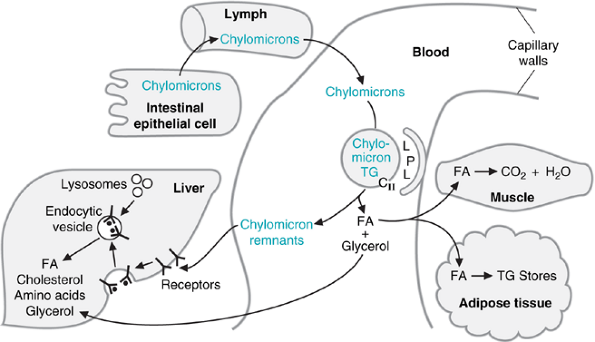 Lymph
Chylomicrons
Blood
Capillary
walls
Chylomicrons
Intestinal
epithelial cell
Chylomicrons
Chylo-
micron
TG
CII
L
P
L
FA → CO2 + H2O
Muscle
Lysosomes
Liver
Endocytic
vesicle
Chylomicron
remnants
FA
+
Glycerol
FA
Cholesterol
Amino acids
Glycerol
Receptors
FA → TG Stores
Adipose tissue